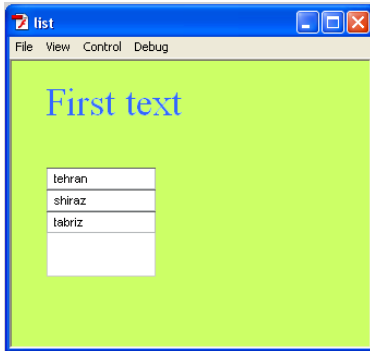 list
File View Control Debug
First text
tehran
shiraz
tabriz